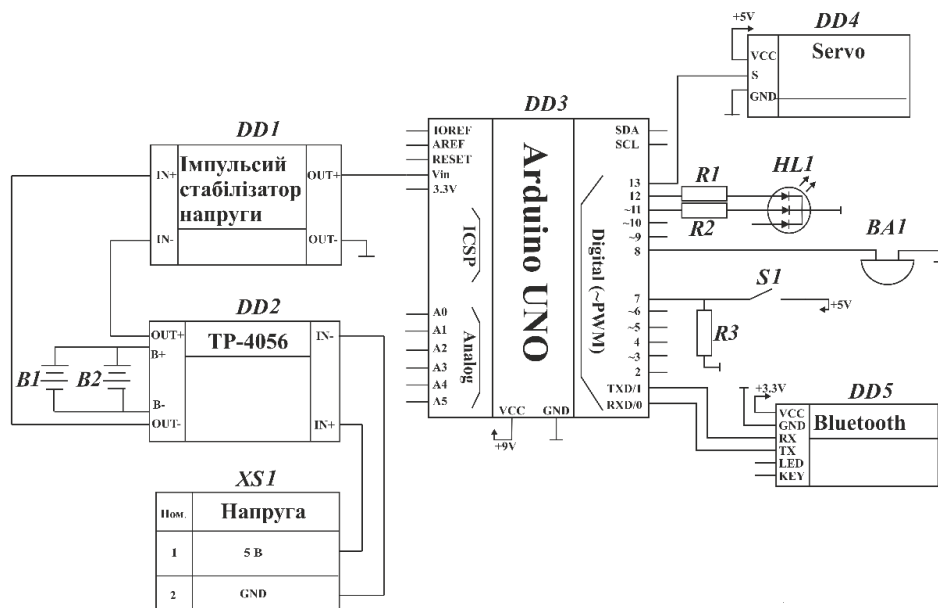 DD1
IN+
Імпульсий
стабілізатор
напруги
OUT+
IN-
OUT-
DD2
OUT+
B+
TP-4056
IN-
B1
B2
B-
OUT-
IN+
XS1
Ном.
Напруга
1
5 В
2
GND
DD3
IOREF
AREF
RESET
Vin
3.3V
ICSP
A0
A1
A2
A3
A4
A5
Analog
Arduino UNO
Digital (~PWM)
SDA
SCL
13
12
~11
~10
~9
8
7
~6
~5
4
~3
2
TXD/1
RXD/0
VCC
GND
+9V
+5V
DD4
VCC
Servo
S
GND
R1
R2
HL1
BA1
S1
+5V
R3
+3.3V
DD5
VCC
GND
Bluetooth
RX
TX
LED
KEY